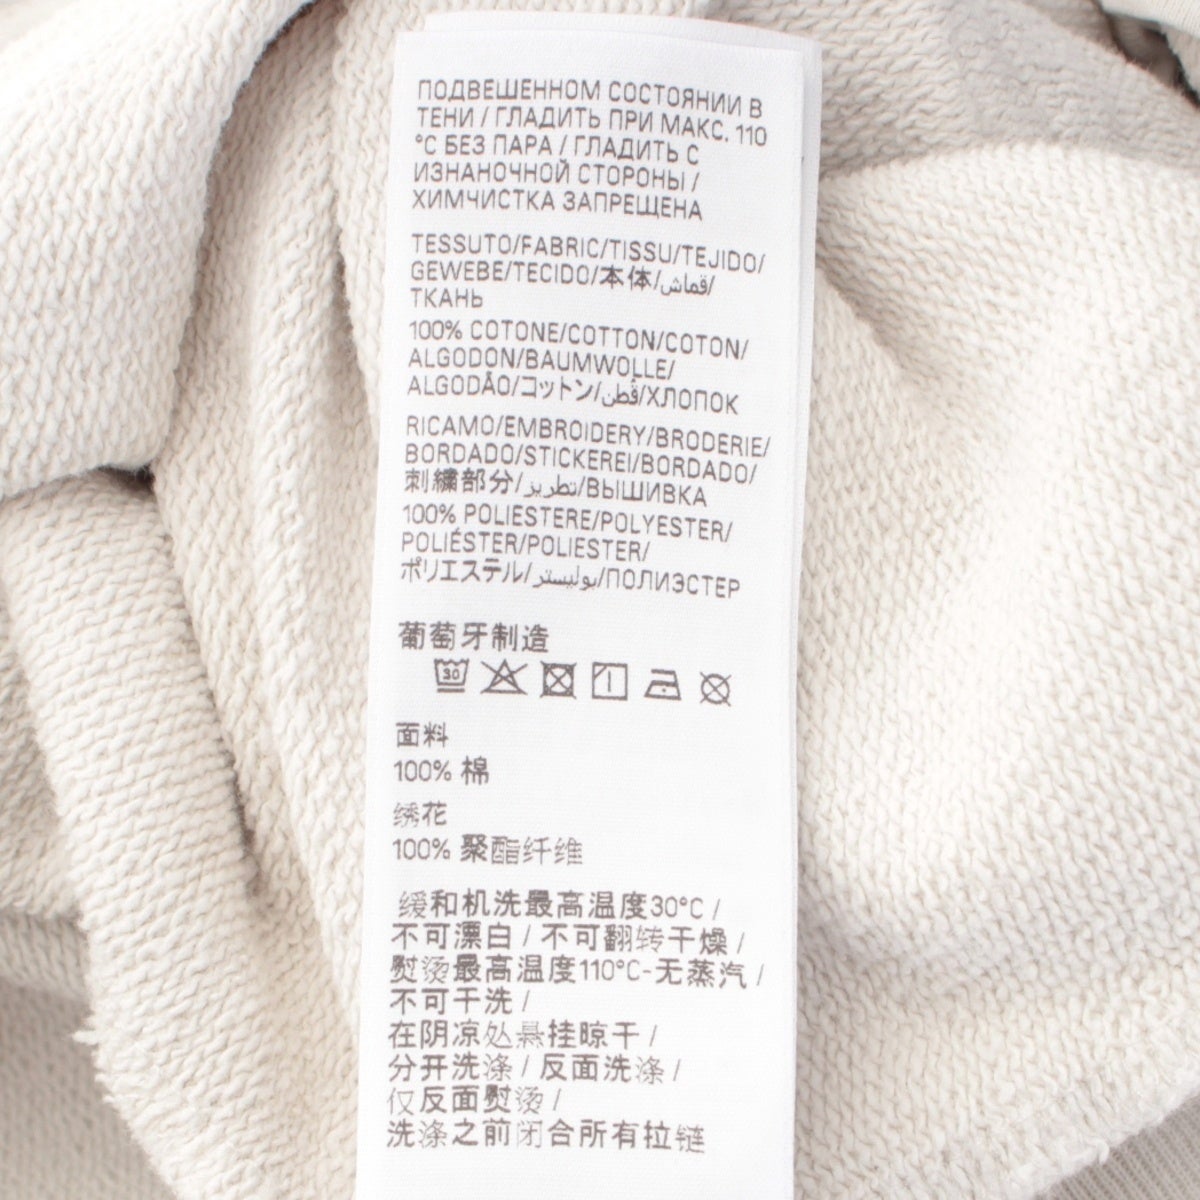 ПОДВЕШЕННОМ СОСТОЯНИИ В
ТЕНИ / ГЛАДИТЬ ПРИ МАКС. 110
°С БЕЗ ПАРА / ГЛАДИТЬ С
ИЗНАНОЧНОЙ СТОРОНЫ /
ХИМЧИСТКА ЗАПРЕЩЕНА
TESSUTO/FABRIC/TISSU/TEJIDO/
GEWEBE/TECIDO/本体/قماش/
ТКАНЬ
100% COTONE/COTTON/COTON/
ALGODON/BAUMWOLLE/
ALGODÃO/コットン/قُطن/ХЛОПОК
RICAMO/EMBROIDERY/BRODERIE/
BORDADO/STICKEREI/BORDADO/
刺繍部分/تطريز/ВЫШИВКА
100% POLIESTERE/POLYESTER/
POLIÉSTER/POLIESTER/
ポリエステル/بوليستر/ПОЛИЭСТЕР
葡萄牙制造
30
面料
100% 棉
绣花
100% 聚酯纤维
缓和机洗最高温度30°C /
不可漂白 / 不可翻转干燥 /
熨烫最高温度110°C-无蒸汽 /
不可干洗 /
在阴凉处悬挂晾干 /
分开洗涤 / 反面洗涤 /
仅反面熨烫 /
洗涤之前闭合所有拉链